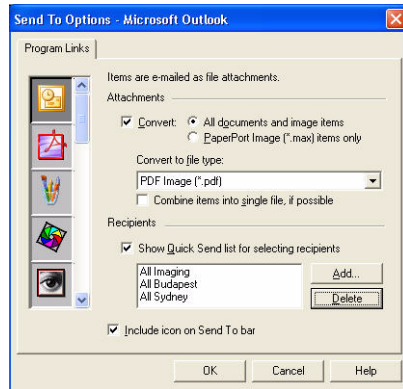 Send To Options - Microsoft Outlook
Program Links
Items are e-mailed as file attachments.
Attachments
Convert:
All documents and image items
PaperPort Image (*.max) items only
Convert to file type:
PDF Image (*.pdf)
Combine items into single file, if possible
Recipients
Show Quick Send list for selecting recipients
All Imaging
All Budapest
All Sydney
Add...
Delete
Include icon on Send To bar
OK
Cancel
Help